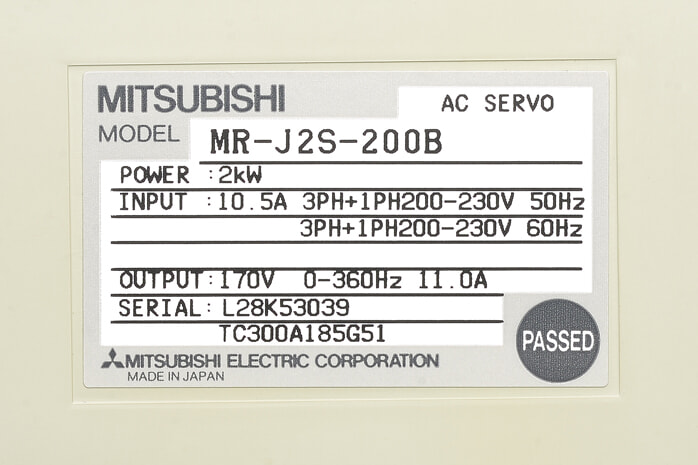 MITSUBISHI
AC SERVO
MODEL MR-J2S-200B
POWER :2kW
INPUT :10.5A 3PH+1PH200-230V 50Hz
3PH+1PH200-230V 60Hz
OUTPUT:170V 0-360Hz 11.0A
SERIAL:L28K53039
TC300A185G51
PASSED
MITSUBISHI ELECTRIC CORPORATION
MADE IN JAPAN